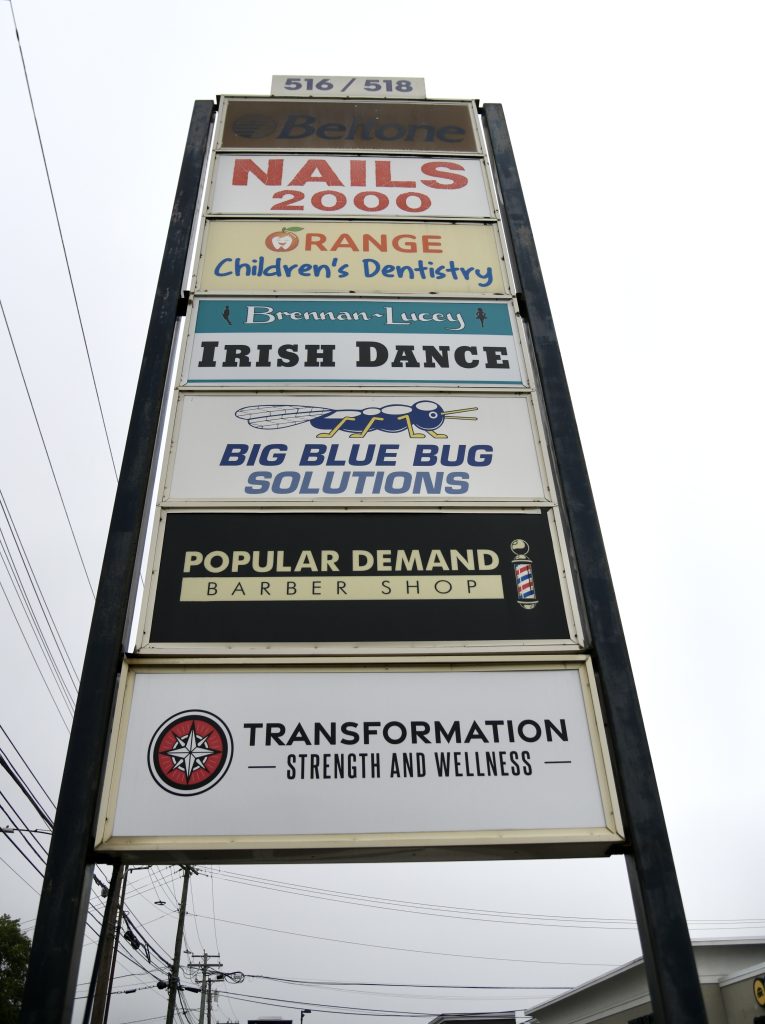 516 / 518
Beltone
NAILS
2000
ORANGE
Children's Dentistry
Brennan-Lucey
IRISH DANCE
BIG BLUE BUG
SOLUTIONS
POPULAR DEMAND
BARBER SHOP
TRANSFORMATION
STRENGTH AND WELLNESS